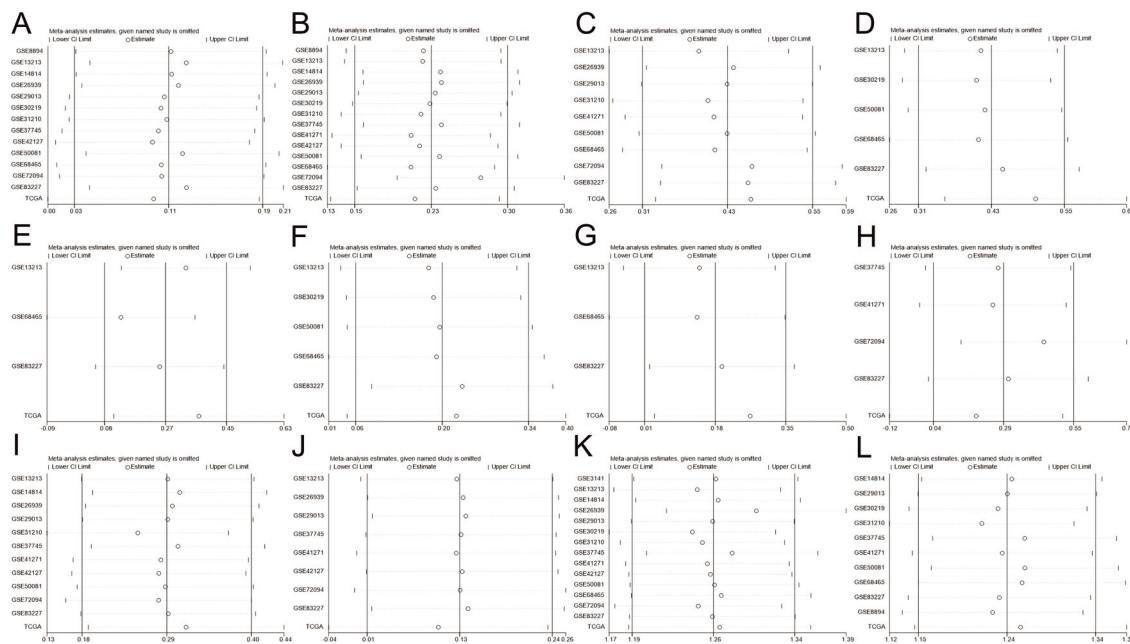 A
Meta-analysis estimates, given named study is omitted
Lower CI Limit Estimate Upper CI Limit
GSE8894
GSE13213
GSE14814
GSE26939
GSE29013
GSE30219
GSE31210
GSE37745
GSE42127
GSE50081
GSE68465
GSE72094
GSE83227
TCGA
0.00 0.03 0.11 0.19 0.21
B
Meta-analysis estimates, given named study is omitted
Lower CI Limit Estimate Upper CI Limit
GSE8894
GSE13213
GSE14814
GSE26939
GSE29013
GSE30219
GSE31210
GSE37745
GSE41271
GSE42127
GSE50081
GSE68465
GSE72094
GSE83227
TCGA
0.13 0.15 0.23 0.30 0.36
C
Meta-analysis estimates, given named study is omitted
Lower CI Limit Estimate Upper CI Limit
GSE13213
GSE26939
GSE29013
GSE31210
GSE41271
GSE50081
GSE68465
GSE72094
GSE83227
TCGA
0.26 0.31 0.43 0.55 0.59
D
Meta-analysis estimates, given named study is omitted
Lower CI Limit Estimate Upper CI Limit
GSE13213
GSE30219
GSE50081
GSE68465
GSE83227
TCGA
0.26 0.31 0.43 0.55
E
Meta-analysis estimates, given named study is omitted
Lower CI Limit Estimate Upper CI Limit
GSE13213
GSE68465
GSE83227
TCGA
-0.09 0.08 0.27 0.45 0.63
F
Meta-analysis estimates, given named study is omitted
Lower CI Limit Estimate Upper CI Limit
GSE13213
GSE30219
GSE50081
GSE68465
GSE83227
TCGA
0.01 0.06 0.20 0.34 0.40
G
Meta-analysis estimates, given named study is omitted
Lower CI Limit Estimate Upper CI Limit
GSE13213
GSE68465
GSE83227
TCGA
-0.08 0.01 0.18 0.35 0.50
H
Meta-analysis estimates, given named study is omitted
Lower CI Limit Estimate Upper CI Limit
GSE37745
GSE41271
GSE72094
GSE83227
TCGA
-0.12 0.04 0.29 0.55
I
Meta-analysis estimates, given named study is omitted
Lower CI Limit Estimate Upper CI Limit
GSE13213
GSE14814
GSE26939
GSE29013
GSE31210
GSE37745
GSE41271
GSE42127
GSE50081
GSE72094
GSE83227
TCGA
0.13 0.18 0.29 0.40 0.44
J
Meta-analysis estimates, given named study is omitted
Lower CI Limit Estimate Upper CI Limit
GSE13213
GSE26939
GSE29013
GSE37745
GSE41271
GSE42127
GSE72094
GSE83227
TCGA
-0.04 0.01 0.13 0.24 0.26
K
Meta-analysis estimates, given named study is omitted
Lower CI Limit Estimate Upper CI Limit
GSE3141
GSE13213
GSE14814
GSE26939
GSE29013
GSE30219
GSE31210
GSE37745
GSE41271
GSE42127
GSE50081
GSE68465
GSE72094
GSE83227
TCGA
1.17 1.19 1.26 1.34 1.39
L
Meta-analysis estimates, given named study is omitted
Lower CI Limit Estimate Upper CI Limit
GSE14814
GSE29013
GSE30219
GSE31210
GSE37745
GSE41271
GSE50081
GSE68465
GSE83227
GSE8894
TCGA
1.12 1.15 1.24 1.34